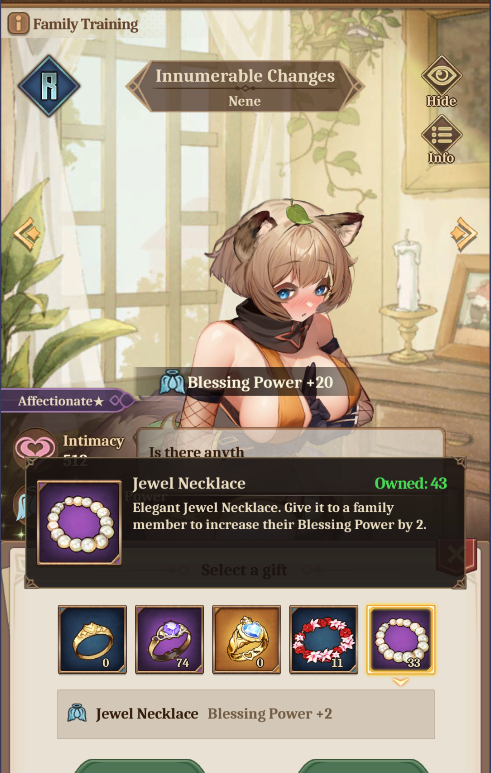 Family Training
R
Innumerable Changes
Nene
Hide
Info
Blessing Power +20
Affectionate★
Intimacy
512
Is there anyth
Power
Jewel Necklace
Owned: 43
Elegant Jewel Necklace. Give it to a family
member to increase their Blessing Power by 2.
Select a gift
0
74
0
11
33
Jewel Necklace Blessing Power +2